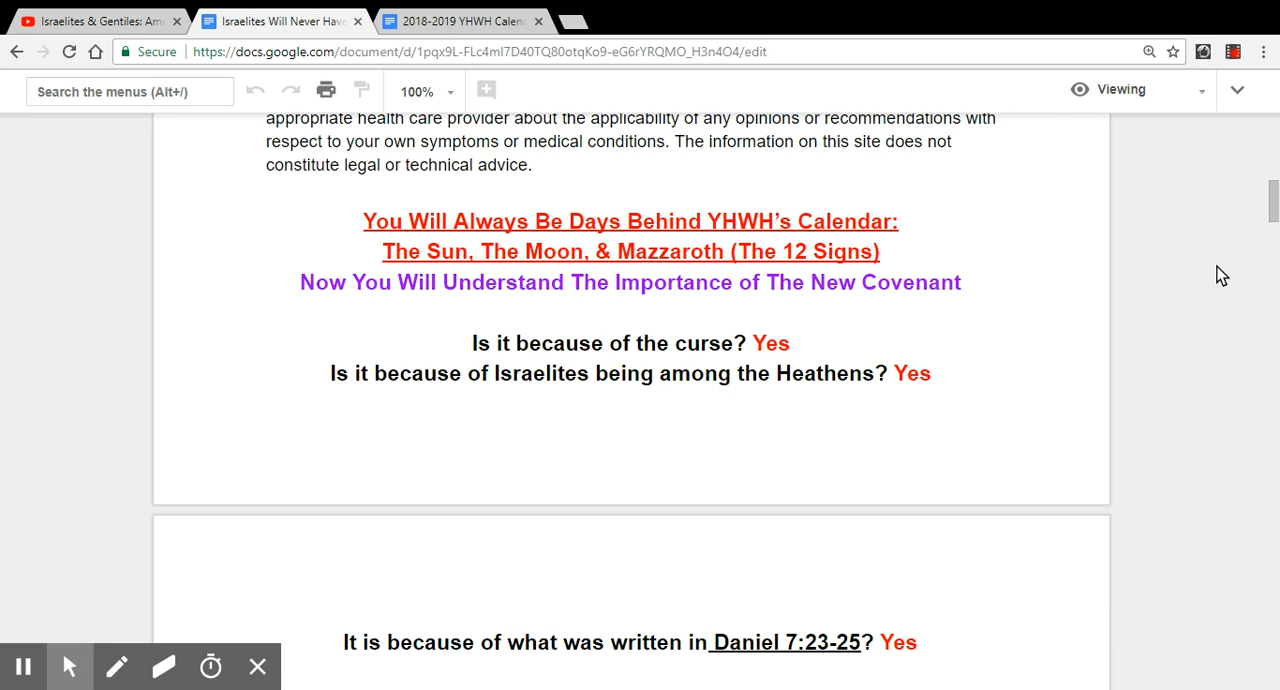 Israelites & Gentiles: Am
Israelites Will Never Hav
2018-2019 YHWH Calen
Secure
https://docs.google.com/document/d/1pqx9L-FLc4mI7D40TQ80otqKo9-eG6rYRQMO_H3n4O4/edit
Search the menus (Alt+/)
100%
Viewing
appropriate health care provider about the applicability of any opinions or recommendations with
respect to your own symptoms or medical conditions. The information on this site does not
constitute legal or technical advice.
You Will Always Be Days Behind YHWH’s Calendar:
The Sun, The Moon, & Mazzaroth (The 12 Signs)
Now You Will Understand The Importance of The New Covenant
Is it because of the curse? Yes
Is it because of Israelites being among the Heathens? Yes
It is because of what was written in Daniel 7:23-25? Yes